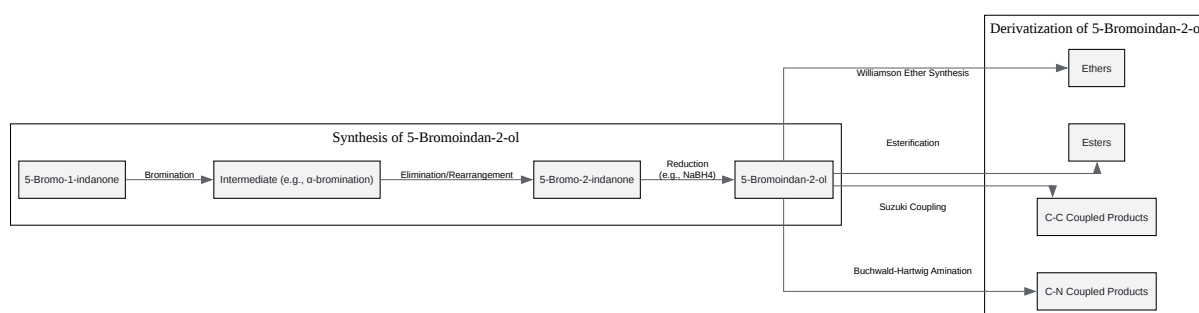 Derivatization of 5-Bromoindan-2-o
Ethers
Williamson Ether Synthesis
Synthesis of 5-Bromoindan-2-ol
Esterification
Esters
5-Bromo-1-indanone
Bromination
Intermediate (e.g., α-bromination)
Elimination/Rearrangement
5-Bromo-2-indanone
Reduction
(e.g., NaBH4)
5-Bromoindan-2-ol
Suzuki Coupling
C-C Coupled Products
Buchwald-Hartwig Amination
C-N Coupled Products